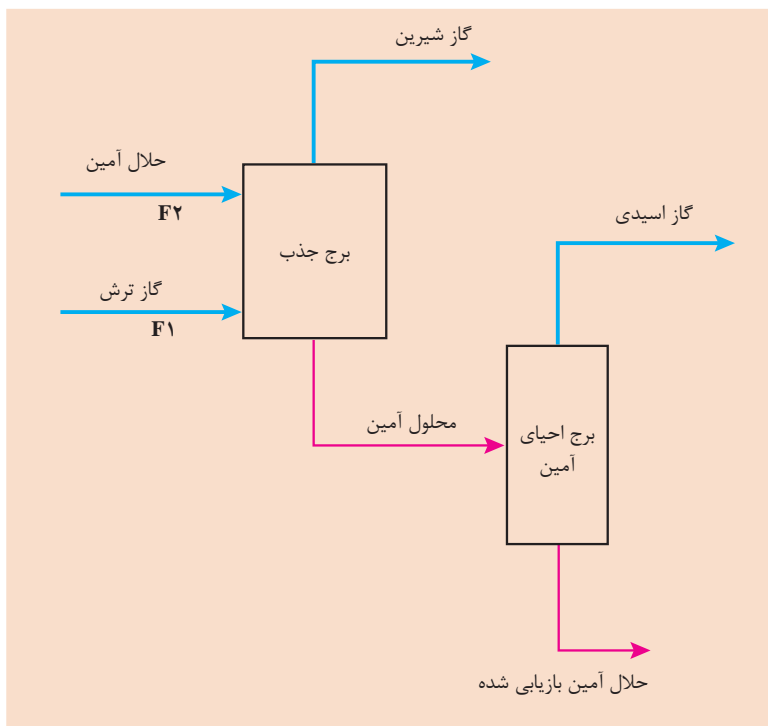 گاز شیرین
حلال آمین
F۲
گاز اسیدی
برج جذب
گاز ترش
F۱
محلول آمین
برج احیای
آمین
حلال آمین بازیابی شده